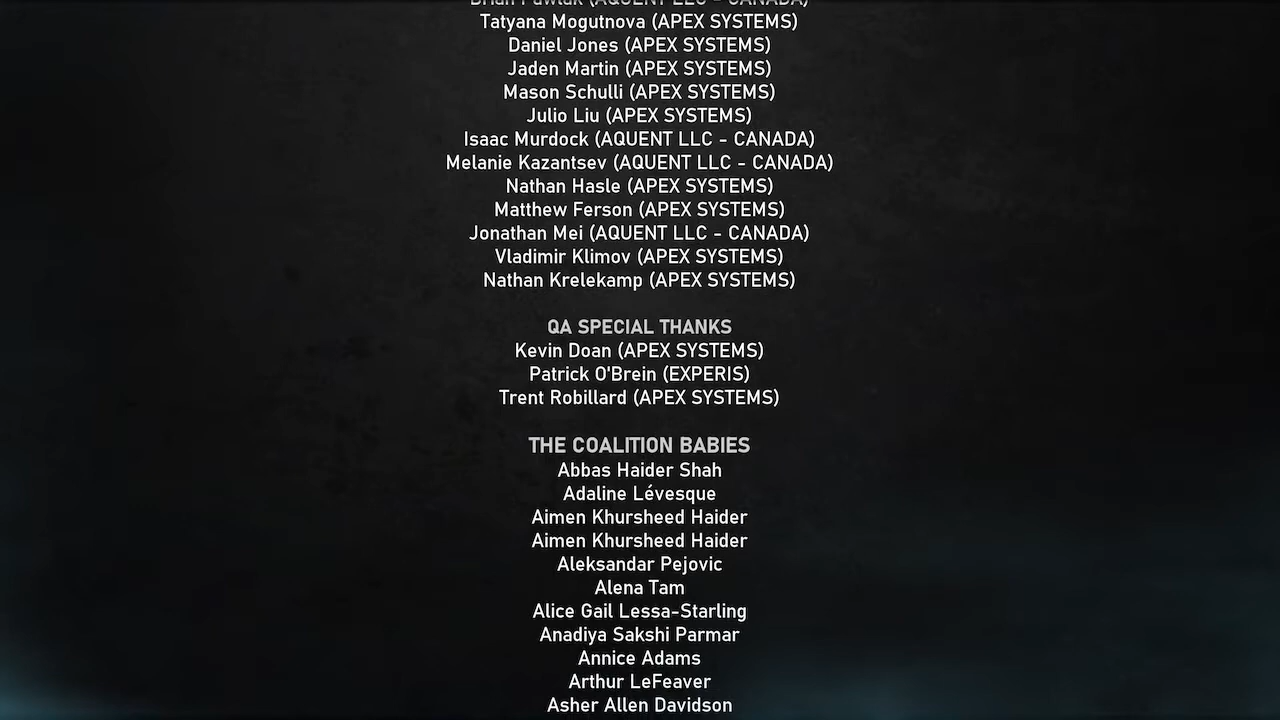 Brian Pawlak (AQUENT LLC - CANADA)
Tatyana Mogutnova (APEX SYSTEMS)
Daniel Jones (APEX SYSTEMS)
Jaden Martin (APEX SYSTEMS)
Mason Schulli (APEX SYSTEMS)
Julio Liu (APEX SYSTEMS)
Isaac Murdock (AQUENT LLC - CANADA)
Melanie Kazantsev (AQUENT LLC - CANADA)
Nathan Hasle (APEX SYSTEMS)
Matthew Ferson (APEX SYSTEMS)
Jonathan Mei (AQUENT LLC - CANADA)
Vladimir Klimov (APEX SYSTEMS)
Nathan Krelekamp (APEX SYSTEMS)
QA SPECIAL THANKS
Kevin Doan (APEX SYSTEMS)
Patrick O'Brein (EXPERIS)
Trent Robillard (APEX SYSTEMS)
THE COALITION BABIES
Abbas Haider Shah
Adaline Lévesque
Aimen Khursheed Haider
Aimen Khursheed Haider
Aleksandar Pejovic
Alena Tam
Alice Gail Lessa-Starling
Anadiya Sakshi Parmar
Annice Adams
Arthur LeFeaver
Asher Allen Davidson